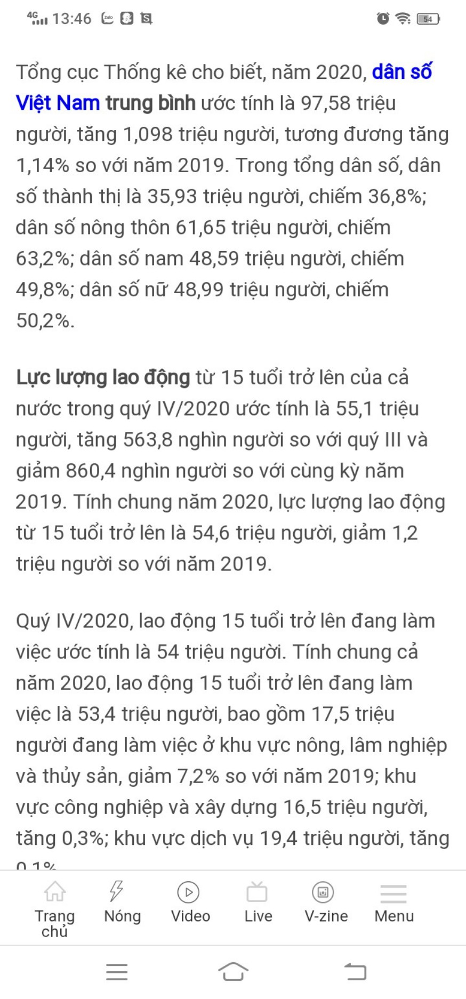 4G 13:46 Zalo S 54
Tổng cục Thống kê cho biết, năm 2020, dân số
Việt Nam trung bình ước tính là 97,58 triệu
người, tăng 1,098 triệu người, tương đương tăng
1,14% so với năm 2019. Trong tổng dân số, dân
số thành thị là 35,93 triệu người, chiếm 36,8%;
dân số nông thôn 61,65 triệu người, chiếm
63,2%; dân số nam 48,59 triệu người, chiếm
49,8%; dân số nữ 48,99 triệu người, chiếm
50,2%.
Lực lượng lao động từ 15 tuổi trở lên của cả
nước trong quý IV/2020 ước tính là 55,1 triệu
người, tăng 563,8 nghìn người so với quý III và
giảm 860,4 nghìn người so với cùng kỳ năm
2019. Tính chung năm 2020, lực lượng lao động
từ 15 tuổi trở lên là 54,6 triệu người, giảm 1,2
triệu người so với năm 2019.
Quý IV/2020, lao động 15 tuổi trở lên đang làm
việc ước tính là 54 triệu người. Tính chung cả
năm 2020, lao động 15 tuổi trở lên đang làm
việc là 53,4 triệu người, bao gồm 17,5 triệu
người đang làm việc ở khu vực nông, lâm nghiệp
và thủy sản, giảm 7,2% so với năm 2019; khu
vực công nghiệp và xây dựng 16,5 triệu người,
tăng 0,3%; khu vực dịch vụ 19,4 triệu người, tăng
0,1%
Trang chủ
Nóng
Video
Live
V-zine
Menu